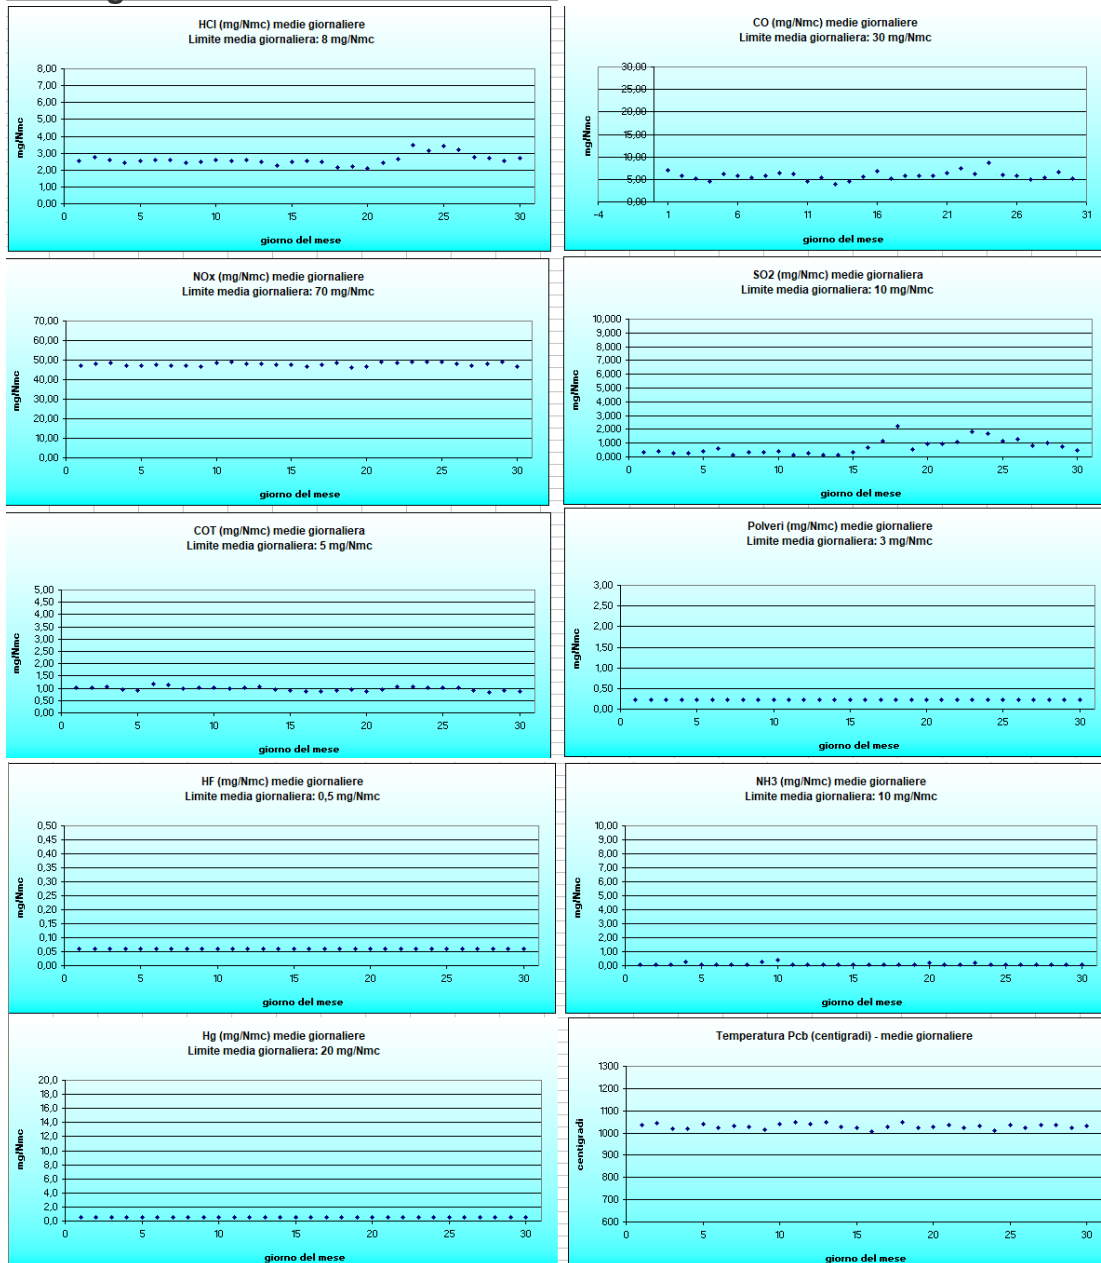 HCl (mg/Nmc) medie giornaliere
Limite media giornaliera: 8 mg/Nmc
8,00
7,00
6,00
5,00
4,00
3,00
2,00
1,00
0,00
mg/Nmc
0 5 10 15 20 25 30
giorno del mese
CO (mg/Nmc) medie giornaliere
Limite media giornaliera: 30 mg/Nmc
30,00
25,00
20,00
15,00
10,00
5,00
0,00
mg/Nmc
-4 1 6 11 16 21 26 31
giorno del mese
NOx (mg/Nmc) medie giornaliere
Limite media giornaliera: 70 mg/Nmc
70,00
60,00
50,00
40,00
30,00
20,00
10,00
0,00
mg/Nmc
0 5 10 15 20 25 30
giorno del mese
SO2 (mg/Nmc) medie giornaliera
Limite media giornaliera: 10 mg/Nmc
10,000
9,000
8,000
7,000
6,000
5,000
4,000
3,000
2,000
1,000
0,000
mg/Nmc
0 5 10 15 20 25 30
giorno del mese
COT (mg/Nmc) medie giornaliera
Limite media giornaliera: 5 mg/Nmc
5,00
4,50
4,00
3,50
3,00
2,50
2,00
1,50
1,00
0,50
0,00
mg/Nmc
0 5 10 15 20 25 30
giorno del mese
Polveri (mg/Nmc) medie giornaliere
Limite media giornaliera: 3 mg/Nmc
3,00
2,50
2,00
1,50
1,00
0,50
0,00
mg/Nmc
0 5 10 15 20 25 30
giorno del mese
HF (mg/Nmc) medie giornaliere
Limite media giornaliera: 0,5 mg/Nmc
0,50
0,45
0,40
0,35
0,30
0,25
0,20
0,15
0,10
0,05
0,00
mg/Nmc
0 5 10 15 20 25 30
giorno del mese
NH3 (mg/Nmc) medie giornaliere
Limite media giornaliera: 10 mg/Nmc
10,00
9,00
8,00
7,00
6,00
5,00
4,00
3,00
2,00
1,00
0,00
mg/Nmc
0 5 10 15 20 25 30
giorno del mese
Hg (mg/Nmc) medie giornaliere
Limite media giornaliera: 20 mg/Nmc
20,0
18,0
16,0
14,0
12,0
10,0
8,0
6,0
4,0
2,0
0,0
mg/Nmc
0 5 10 15 20 25 30
giorno del mese
Temperatura Pcb (centigradi) - medie giornaliere
1300
1200
1100
1000
900
800
700
600
centigradi
0 5 10 15 20 25 30
giorno del mese